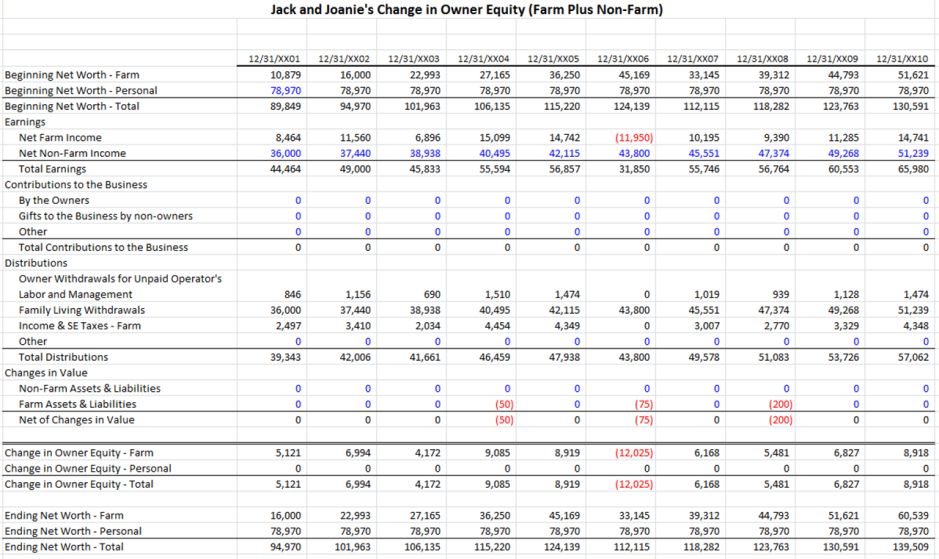 Jack and Joanie's Change in Owner Equity (Farm Plus Non-Farm)
12/31/XX01 12/31/XX02 12/31/XX03 12/31/XX04 12/31/XX05 12/31/XX06 12/31/XX07 12/31/XX08 12/31/XX09 12/31/XX10
Beginning Net Worth - Farm 10,879 16,000 22,993 27,165 36,250 45,169 33,145 39,312 44,793 51,621
Beginning Net Worth - Personal 78,970 78,970 78,970 78,970 78,970 78,970 78,970 78,970 78,970 78,970
Beginning Net Worth - Total 89,849 94,970 101,963 106,135 115,220 124,139 112,115 118,282 123,763 130,591
Earnings
Net Farm Income 8,464 11,560 6,896 15,099 14,742 (11,950) 10,195 9,390 11,285 14,741
Net Non-Farm Income 36,000 37,440 38,938 40,495 42,115 43,800 45,551 47,374 49,268 51,239
Total Earnings 44,464 49,000 45,833 55,594 56,857 31,850 55,746 56,764 60,553 65,980
Contributions to the Business
By the Owners 0 0 0 0 0 0 0 0 0 0
Gifts to the Business by non-owners 0 0 0 0 0 0 0 0 0 0
Other 0 0 0 0 0 0 0 0 0 0
Total Contributions to the Business 0 0 0 0 0 0 0 0 0 0
Distributions
Owner Withdrawals for Unpaid Operator's
Labor and Management 846 1,156 690 1,510 1,474 0 1,019 939 1,128 1,474
Family Living Withdrawals 36,000 37,440 38,938 40,495 42,115 43,800 45,551 47,374 49,268 51,239
Income & SE Taxes - Farm 2,497 3,410 2,034 4,454 4,349 0 3,007 2,770 3,329 4,348
Other 0 0 0 0 0 0 0 0 0 0
Total Distributions 39,343 42,006 41,661 46,459 47,938 43,800 49,578 51,083 53,726 57,062
Changes in Value
Non-Farm Assets & Liabilities 0 0 0 0 0 0 0 0 0 0
Farm Assets & Liabilities 0 0 0 (50) 0 (75) 0 (200) 0 0
Net of Changes in Value 0 0 0 (50) 0 (75) 0 (200) 0 0
Change in Owner Equity - Farm 5,121 6,994 4,172 9,085 8,919 (12,025) 6,168 5,481 6,827 8,918
Change in Owner Equity - Personal 0 0 0 0 0 0 0 0 0 0
Change in Owner Equity - Total 5,121 6,994 4,172 9,085 8,919 (12,025) 6,168 5,481 6,827 8,918
Ending Net Worth - Farm 16,000 22,993 27,165 36,250 45,169 33,145 39,312 44,793 51,621 60,539
Ending Net Worth - Personal 78,970 78,970 78,970 78,970 78,970 78,970 78,970 78,970 78,970 78,970
Ending Net Worth - Total 94,970 101,963 106,135 115,220 124,139 112,115 118,282 123,763 130,591 139,509